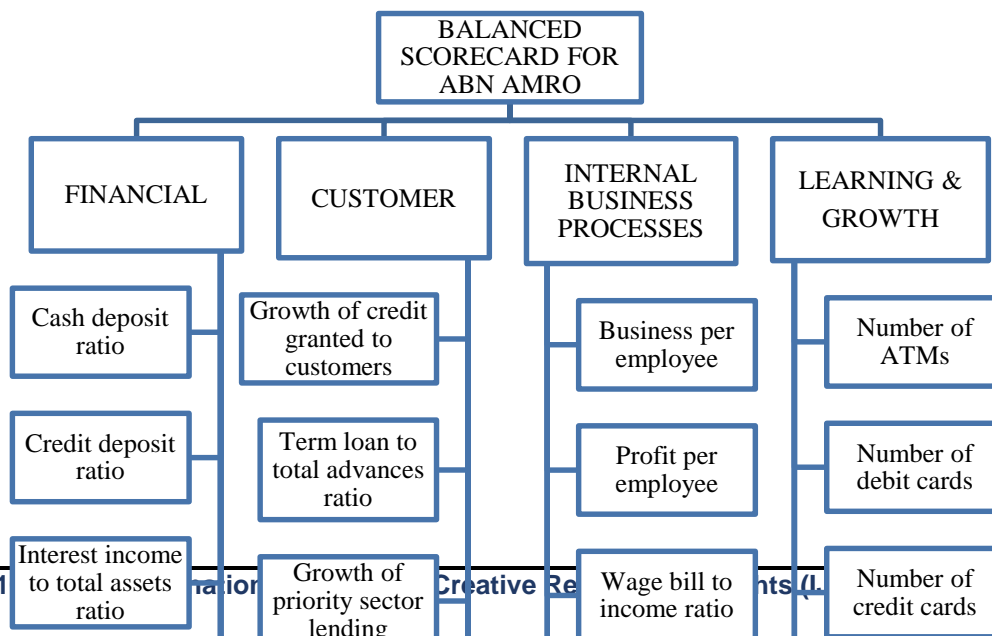 BALANCED
SCORECARD FOR
ABN AMRO
FINANCIAL
CUSTOMER
INTERNAL
BUSINESS
PROCESSES
LEARNING &
GROWTH
Cash deposit
ratio
Credit deposit
ratio
Interest income
to total assets
ratio
Growth of credit
granted to
customers
Term loan to
total advances
ratio
Growth of
priority sector
lending
Business per
employee
Profit per
employee
Wage bill to
income ratio
Number of
ATMs
Number of
debit cards
Number of
credit cards
Creative